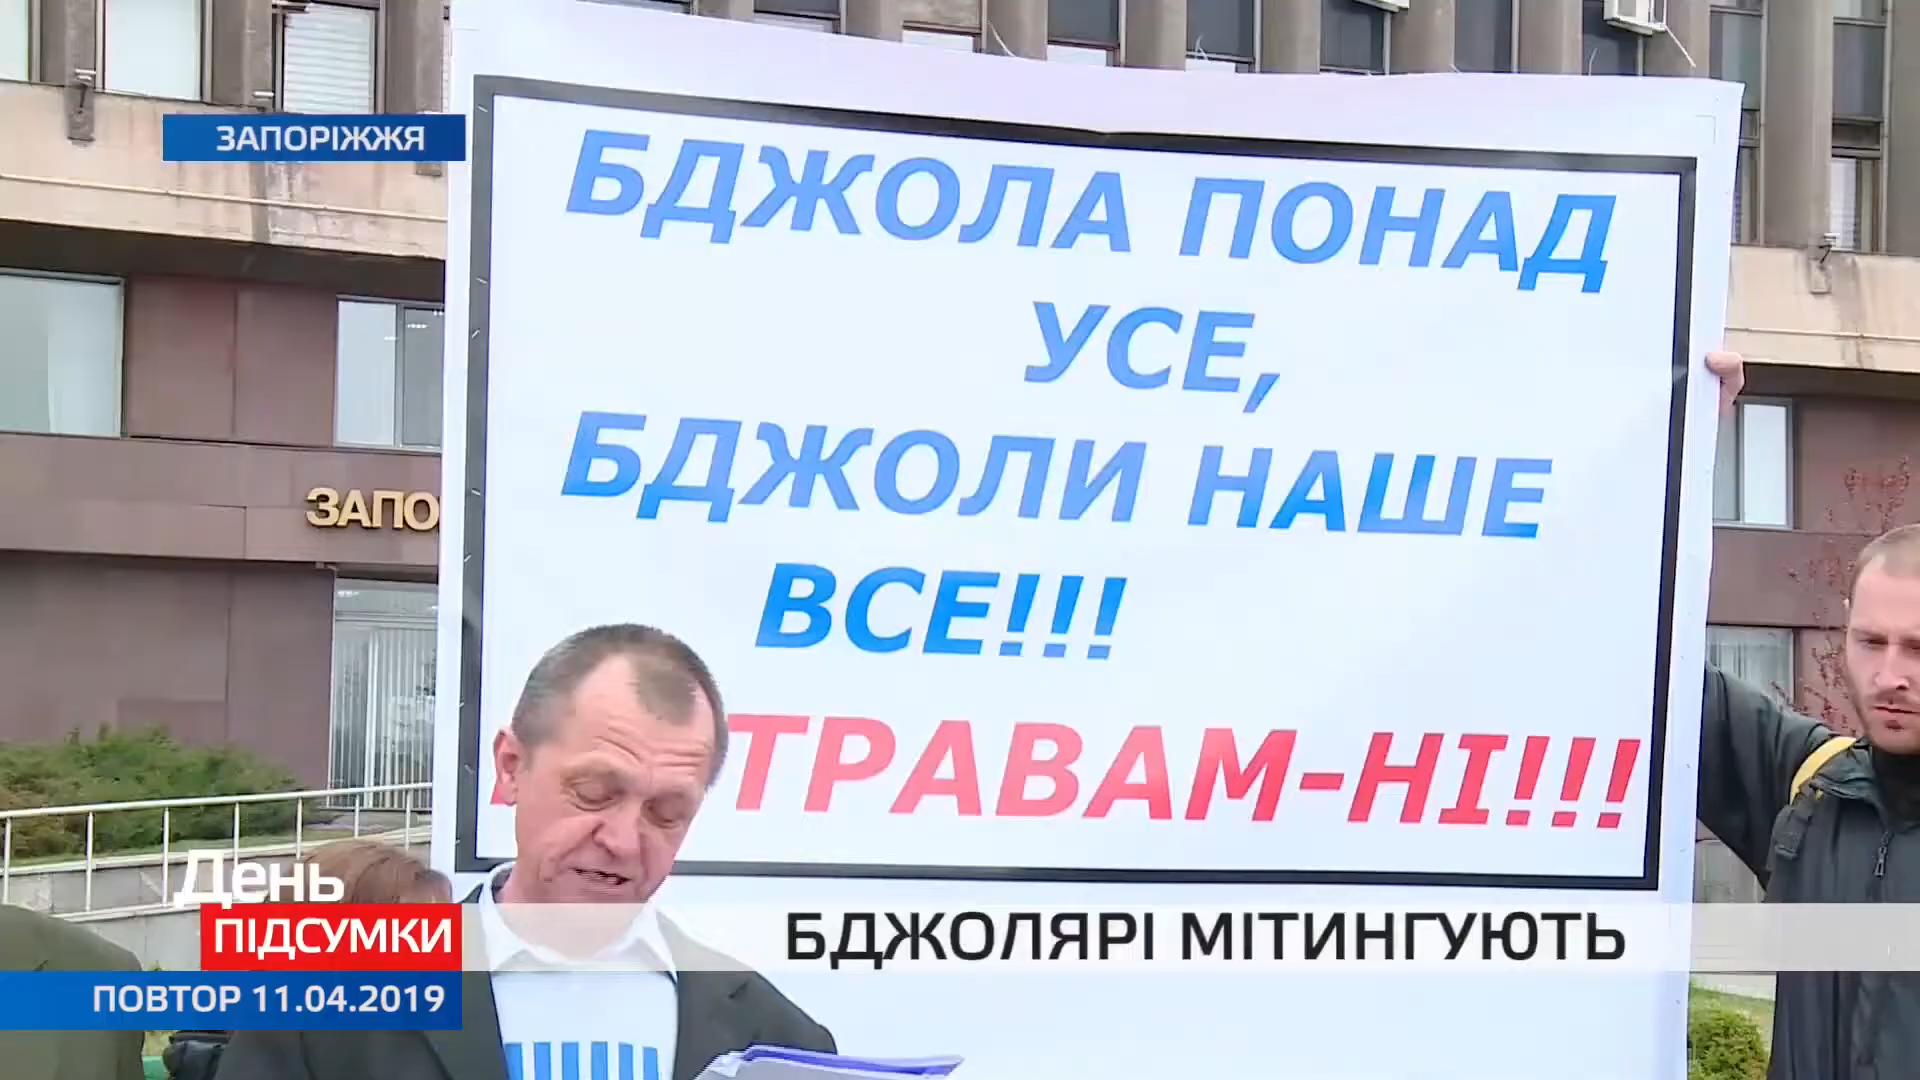 ЗАПОРІЖЖЯ
БДЖОЛА ПОНАД
УСЕ,
БДЖОЛИ НАШЕ
ВСЕ!!!
ТРАВАМ-НІ!!!
ЗАПО
День
ПІДСУМКИ
БДЖОЛЯРІ МІТИНГУЮТЬ
ПОВТОР 11.04.2019